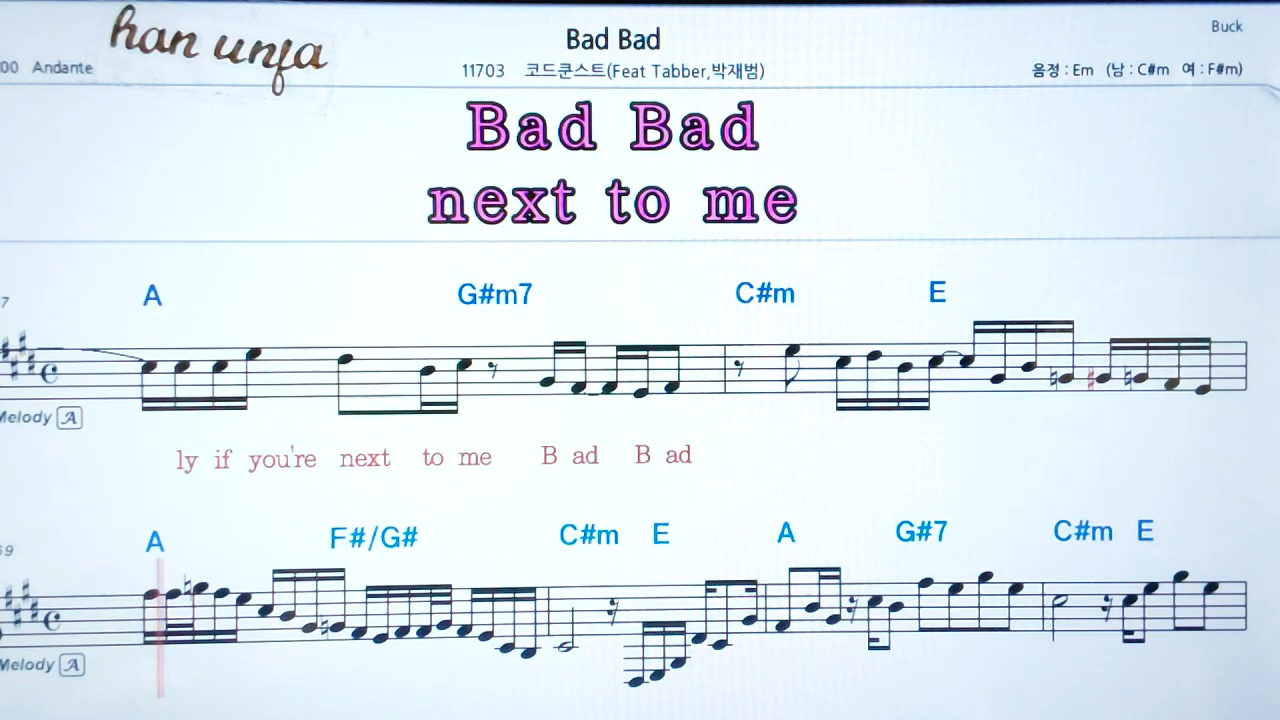 han unja
Bad Bad
Buck
00 Andante
11703 코드쿤스트(Feat Tabber,박재범)
음정 : Em (남 : C#m 여 : F#m)
Bad Bad
next to me
7
A G#m7 C#m E
Melody A
ly if you're next to me B ad B ad
69
A F#/G# C#m E A G#7 C#m E
Melody A